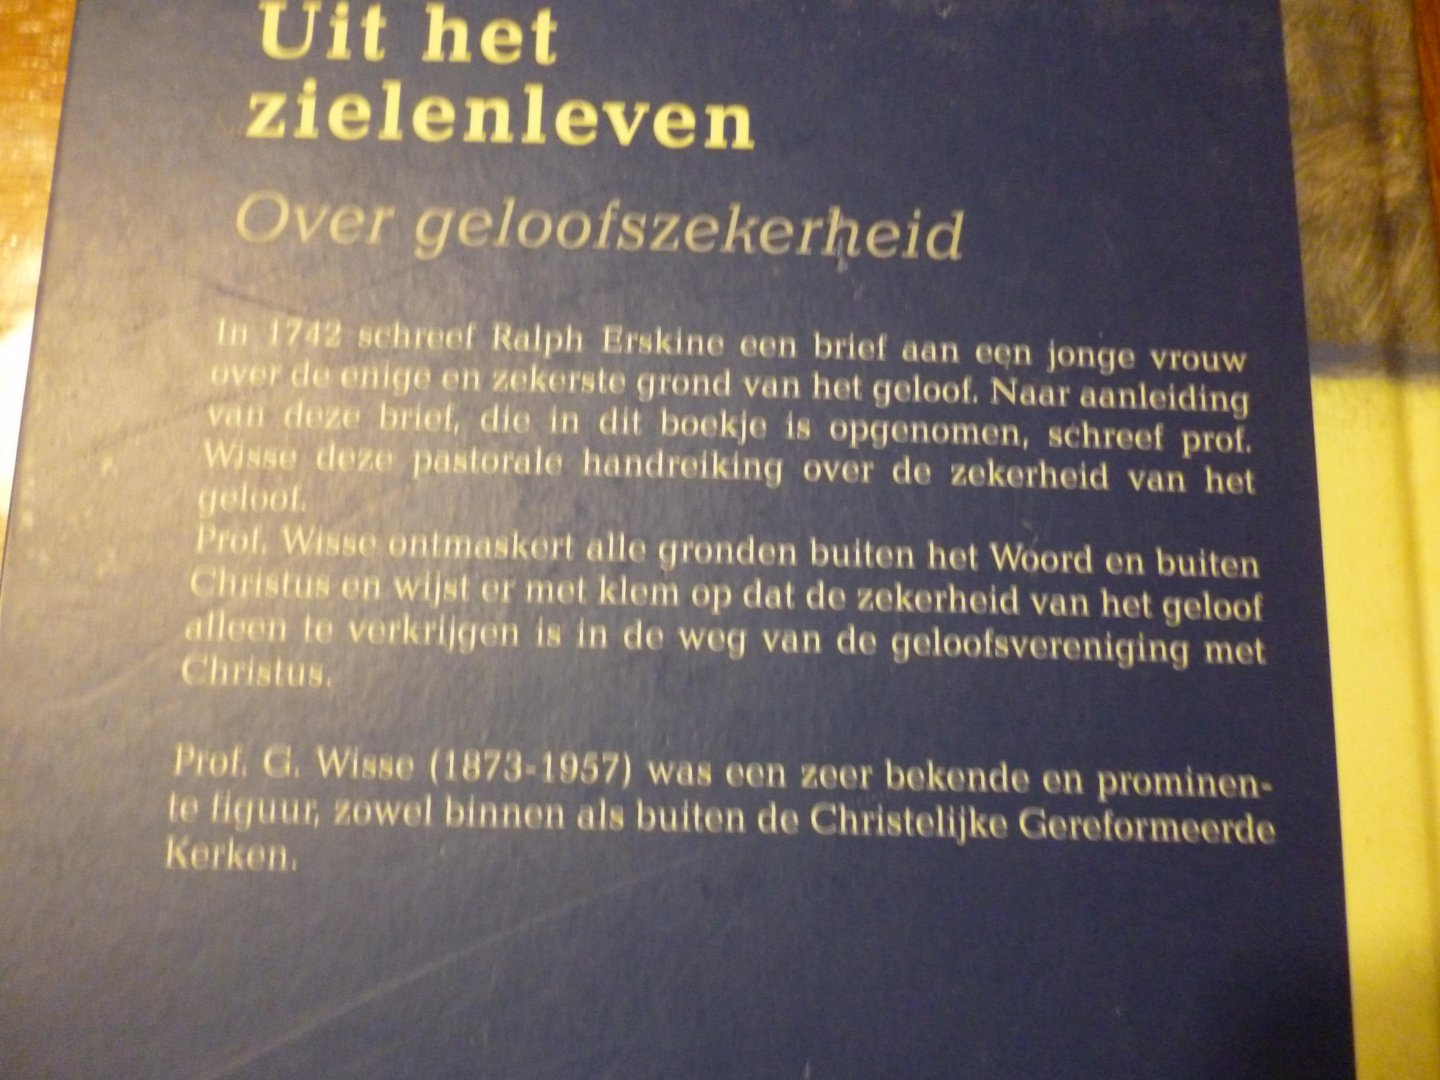 Uit het
zielenleven
Over geloofszekerheid
In 1742 schreef Ralph Erskine een brief aan een jonge vrouw
over de enige en zekerste grond van het geloof. Naar aanleiding
van deze brief, die in dit boekje is opgenomen, schreef prof.
Wisse deze pastorale handreiking over de zekerheid van het
geloof.
Prof. Wisse ontmaskert alle gronden buiten het Woord en buiten
Christus en wijst er met klem op dat de zekerheid van het geloof
alleen te verkrijgen is in de weg van de geloofsvereniging met
Christus.
Prof. G. Wisse (1873-1957) was een zeer bekende en prominen-
te figuur, zowel binnen als buiten de Christelijke Gereformeerde
Kerken.